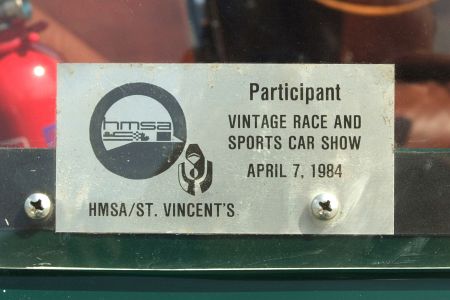 hmsa
Participant
VINTAGE RACE AND
SPORTS CAR SHOW
APRIL 7, 1984
HMSA/ST. VINCENT'S